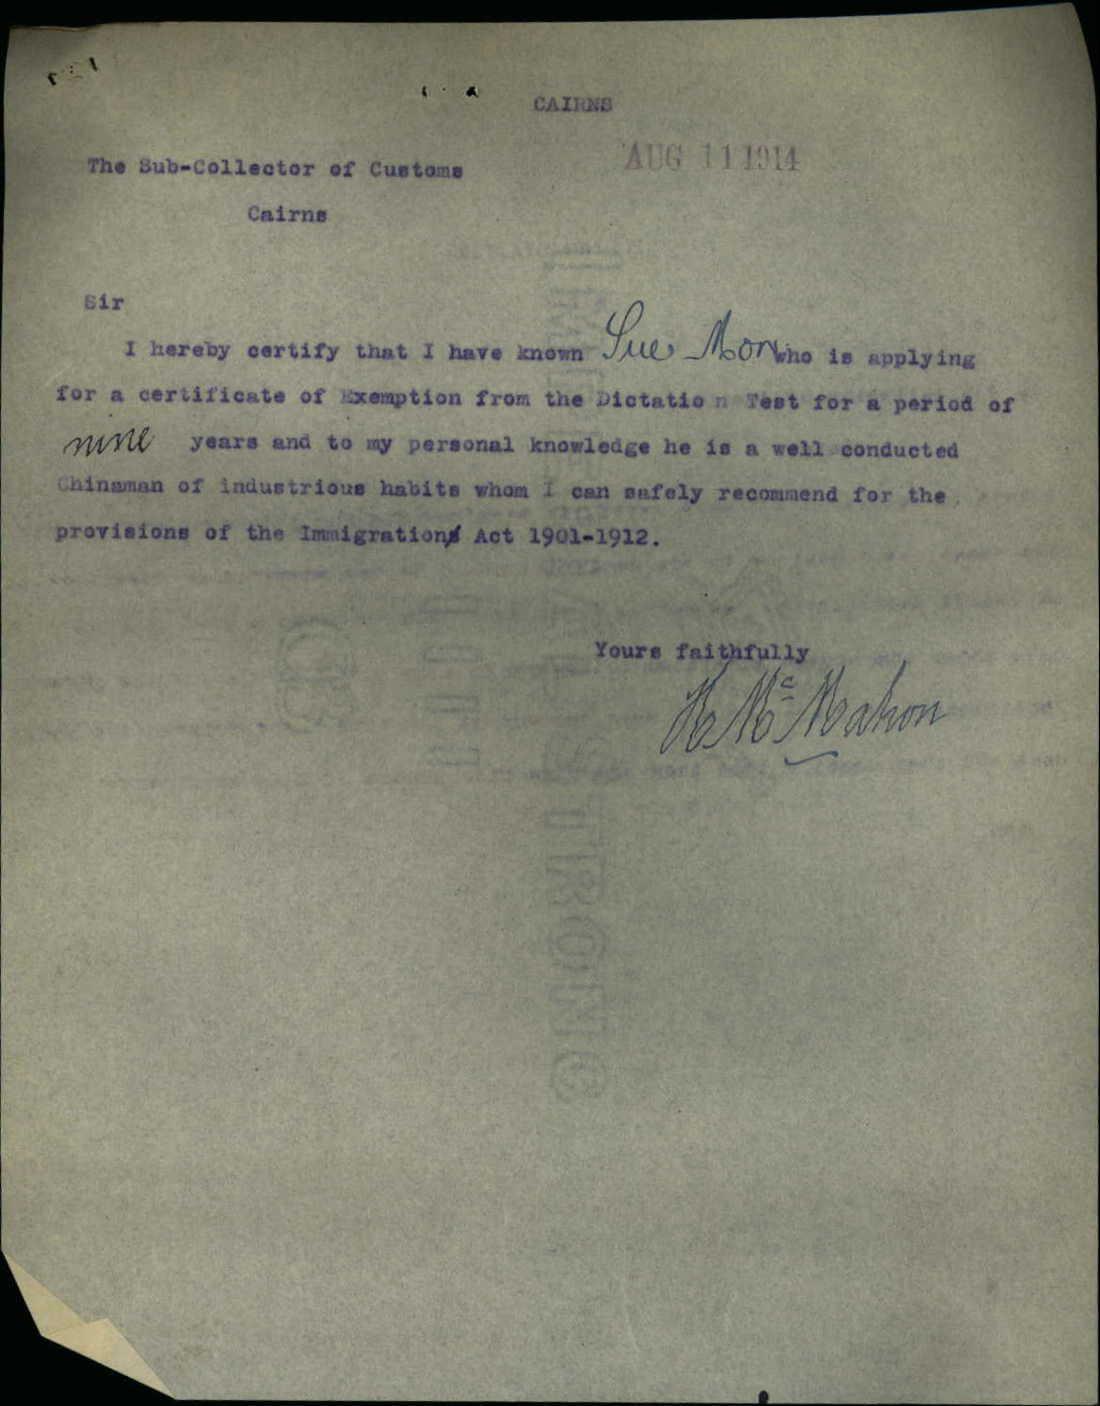 CAIRNS
AUG 11 1914
The Sub-Collector of Customs
Cairns
Sir
I hereby certify that I have known Sue Mon who is applying
for a certificate of Exemption from the Dictation Test for a period of
nine years and to my personal knowledge he is a well conducted
Chinaman of industrious habits whom I can safely recommend for the
provisions of the Immigration Act 1901-1912.
Yours faithfully
H McMahon